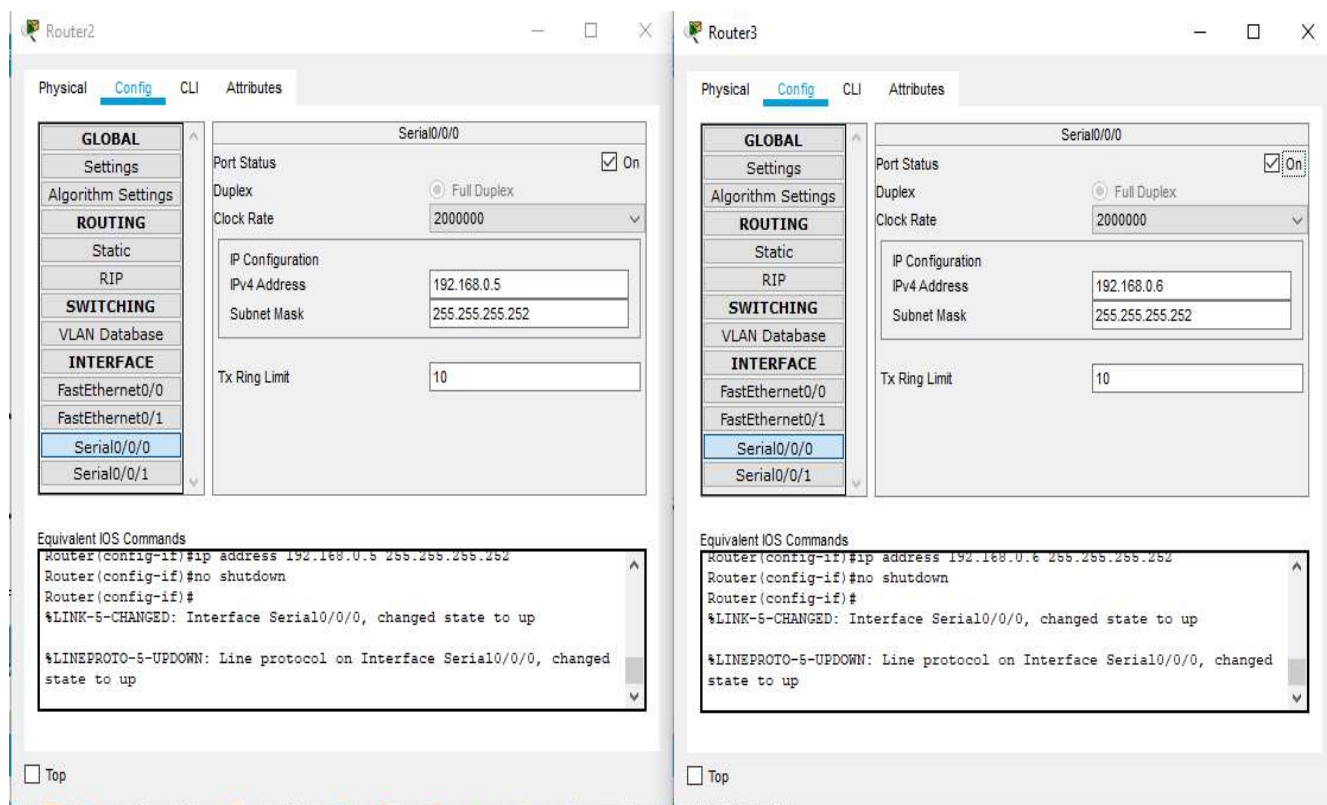 Router2
Physical Config CLI Attributes
GLOBAL
Settings
Algorithm Settings
ROUTING
Static
RIP
SWITCHING
VLAN Database
INTERFACE
FastEthernet0/0
FastEthernet0/1
Serial0/0/0
Serial0/0/1
Serial0/0/0
Port Status On
Duplex Full Duplex
Clock Rate 2000000
IP Configuration
IPv4 Address 192.168.0.5
Subnet Mask 255.255.255.252
Tx Ring Limit 10
Equivalent IOS Commands
Router(config-if)#ip address 192.168.0.5 255.255.255.252
Router(config-if)#no shutdown
Router(config-if)#
%LINK-5-CHANGED: Interface Serial0/0/0, changed state to up
%LINEPROTO-5-UPDOWN: Line protocol on Interface Serial0/0/0, changed
state to up
Top
Router3
Physical Config CLI Attributes
GLOBAL
Settings
Algorithm Settings
ROUTING
Static
RIP
SWITCHING
VLAN Database
INTERFACE
FastEthernet0/0
FastEthernet0/1
Serial0/0/0
Serial0/0/1
Serial0/0/0
Port Status On
Duplex Full Duplex
Clock Rate 2000000
IP Configuration
IPv4 Address 192.168.0.6
Subnet Mask 255.255.255.252
Tx Ring Limit 10
Equivalent IOS Commands
Router(config-if)#ip address 192.168.0.6 255.255.255.252
Router(config-if)#no shutdown
Router(config-if)#
%LINK-5-CHANGED: Interface Serial0/0/0, changed state to up
%LINEPROTO-5-UPDOWN: Line protocol on Interface Serial0/0/0, changed
state to up
Top